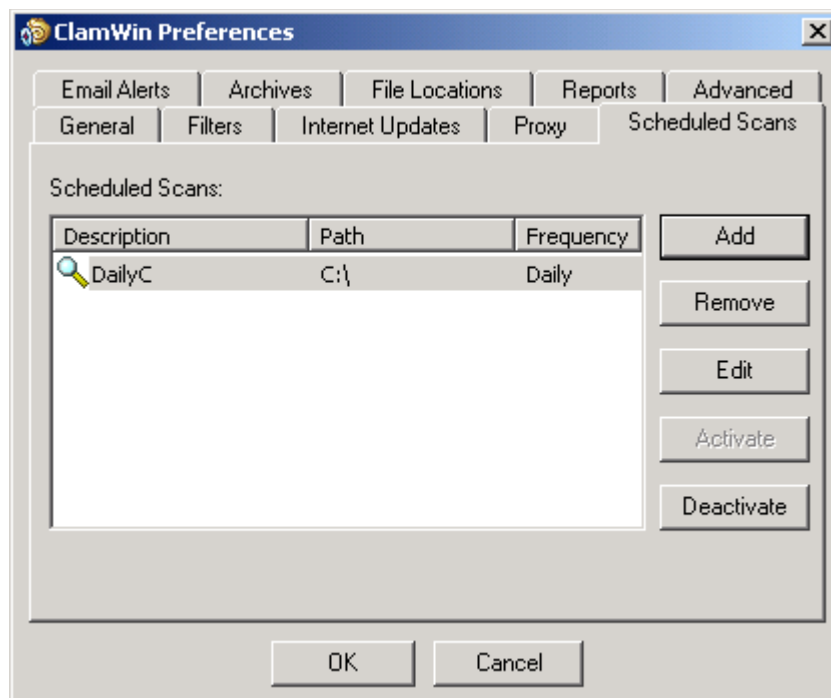 ClamWin Preferences
Email Alerts Archives File Locations Reports Advanced
General Filters Internet Updates Proxy Scheduled Scans
Scheduled Scans:
Description Path Frequency
DailyC C:\ Daily
Add
Remove
Edit
Activate
Deactivate
OK Cancel